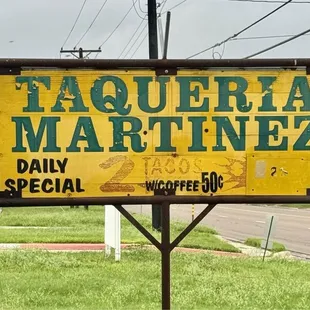 TAQUERIA
MARTINEZ
DAILY SPECIAL
2 TACOS
W/COFFEE 50¢